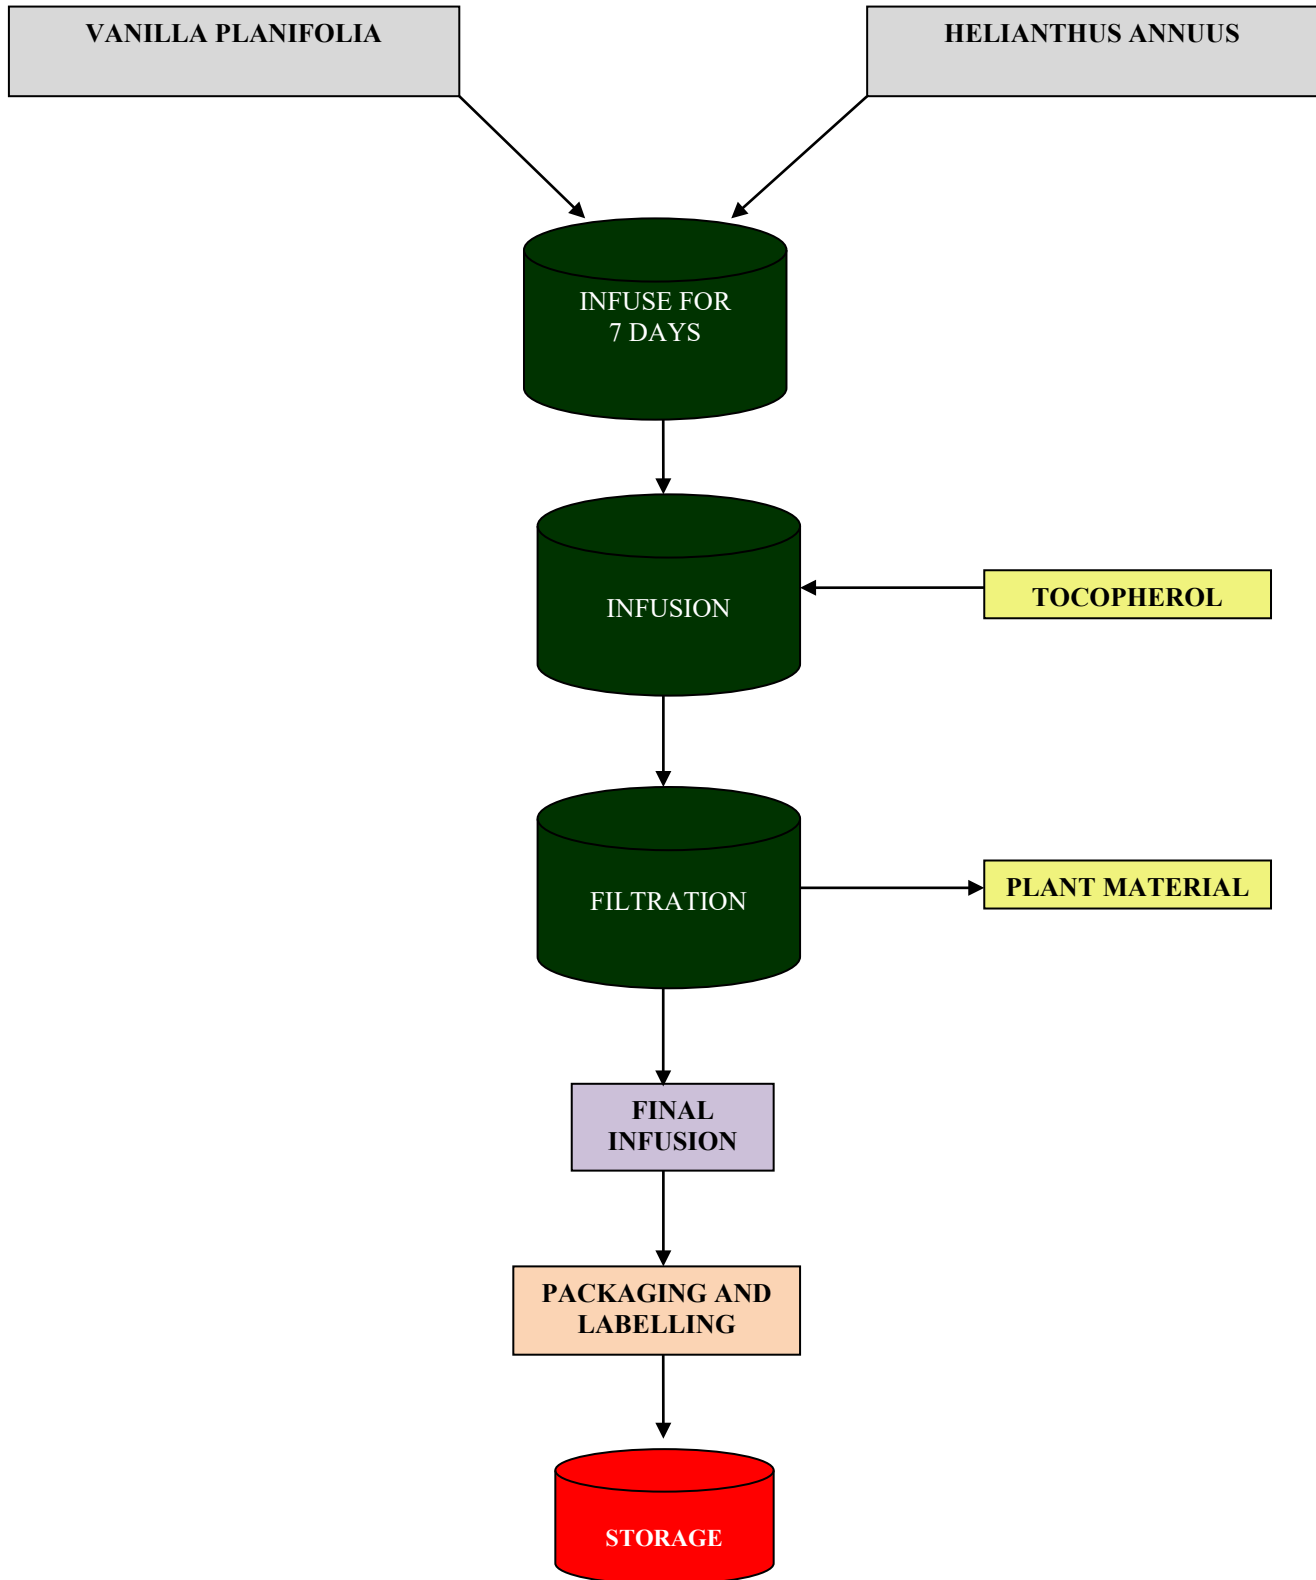 VANILLA PLANIFOLIA
HELIANTHUS ANNUUS
INFUSE FOR
7 DAYS
INFUSION
TOCOPHEROL
FILTRATION
PLANT MATERIAL
FINAL
INFUSION
PACKAGING AND
LABELLING
STORAGE